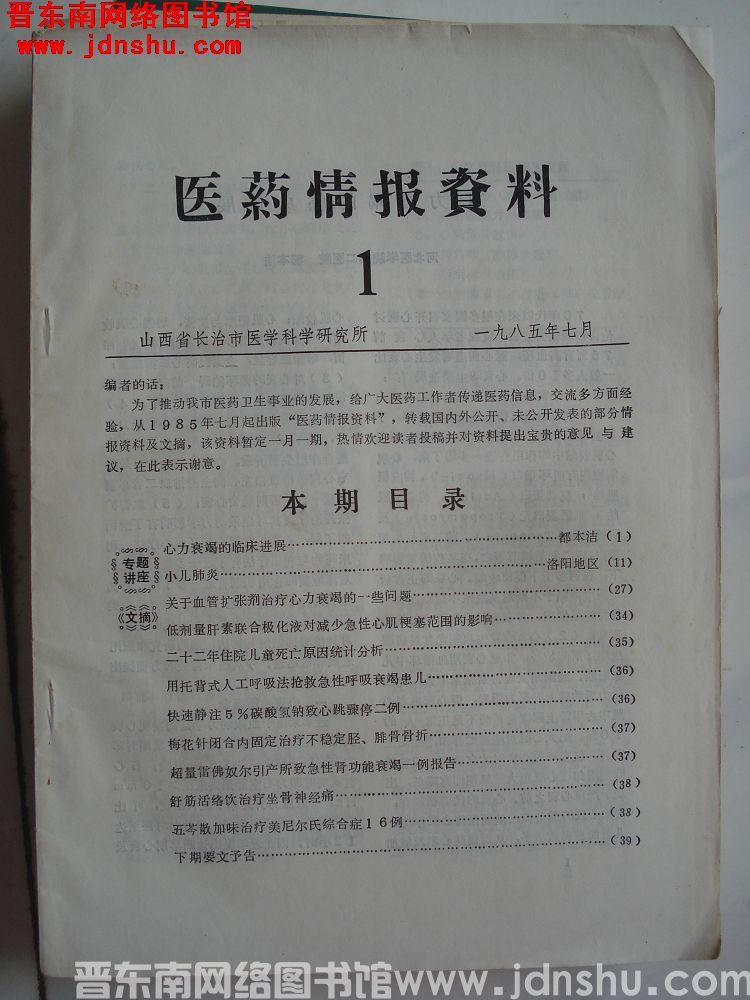 晋东南网络图书馆
www. jdnshu. com
医药情报資料
1
山西省长治市医学科学研究所 一九八五年七月
编者的话:
为了推动我市医药卫生事业的发展,给广大医药工作者传递医药信息,交流多方面经
验,从1985年七月起出版“医药情报资料”,转载国内外公开、未公开发表的部分情
报资料及文摘,该资料暂定一月一期,热情欢迎读者投稿并对资料提出宝贵的意见 与 建
议,在此表示谢意。
本期目录
专题
讲座
心力衰竭的临床进展……都本洁(1)
小儿肺炎……洛阳地区(11)
《文摘》
关于血管扩张剂治疗心力衰竭的一些问题……(27)
低剂量肝素联合极化液对减少急性心肌梗塞范围的影响……(34)
二十二年住院儿童死亡原因统计分析……(35)
用托背式人工呼吸法抢救急性呼吸衰竭患儿……(36)
快速静注5%碳酸氢钠致心跳骤停二例……(36)
梅花针闭合内固定治疗不稳定胫、腓骨骨折……(37)
超量雷佛奴尔引产所致急性肾功能衰竭一例报告……(37)
舒筋活络饮治疗坐骨神经痛……(38)
五苓散加味治疗美尼尔氏综合症16例……(38)
下期要文予告……(39)
晋东南网络图书馆www.jdnshu.com